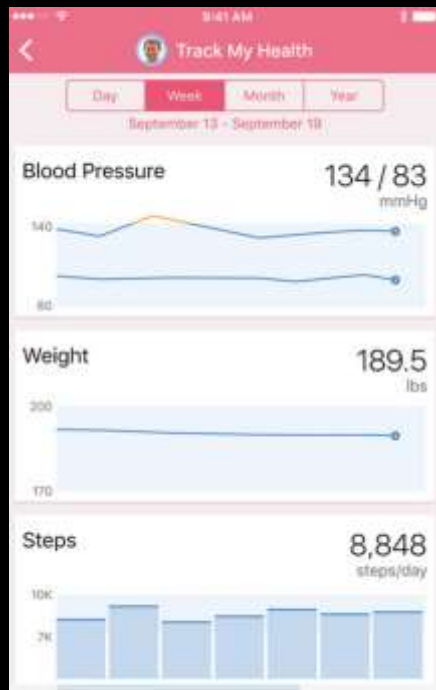 9:41 AM
Track My Health
Day Week Month Year
September 13 - September 19
Blood Pressure
134 / 83
mmHg
140
80
Weight
189.5
lbs
200
170
Steps
8,848
steps/day
10K
7K